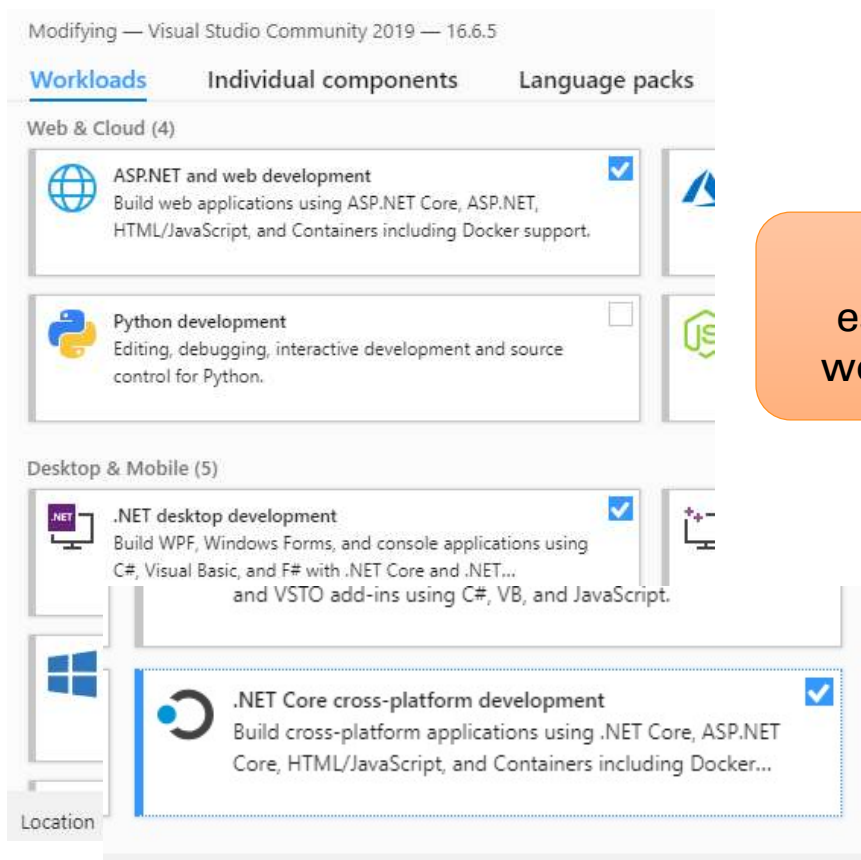 Modifying — Visual Studio Community 2019 — 16.6.5
Workloads Individual components Language packs
Web & Cloud (4)
ASP.NET and web development
Build web applications using ASP.NET Core, ASP.NET,
HTML/JavaScript, and Containers including Docker support.
Python development
Editing, debugging, interactive development and source
control for Python.
Desktop & Mobile (5)
.NET
.NET desktop development
Build WPF, Windows Forms, and console applications using
C#, Visual Basic, and F# with .NET Core and .NET...
and VSTO add-ins using C#, VB, and JavaScript.
.NET Core cross-platform development
Build cross-platform applications using .NET Core, ASP.NET
Core, HTML/JavaScript, and Containers including Docker...
Location